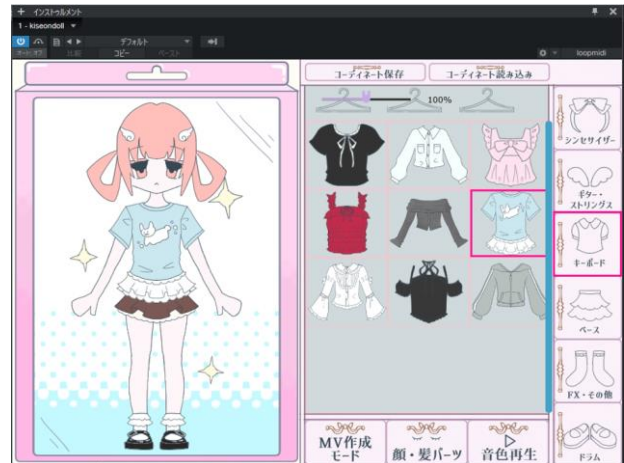 インストゥルメント
1 - kiseondoll
デフォルト
オート: オフ
比較
コピー
ペースト
loopmidi
コーディネート保存
コーディネート読み込み
100%
シンセサイザー
ギター・
ストリングス
キーボード
ベース
FX・その他
ドラム
MV作成
モード
顔・髪パーツ
音色再生